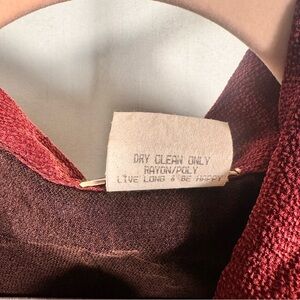 DRY CLEAN ONLY
RAYON/POLY
LIVE LONG & BE HAPPY